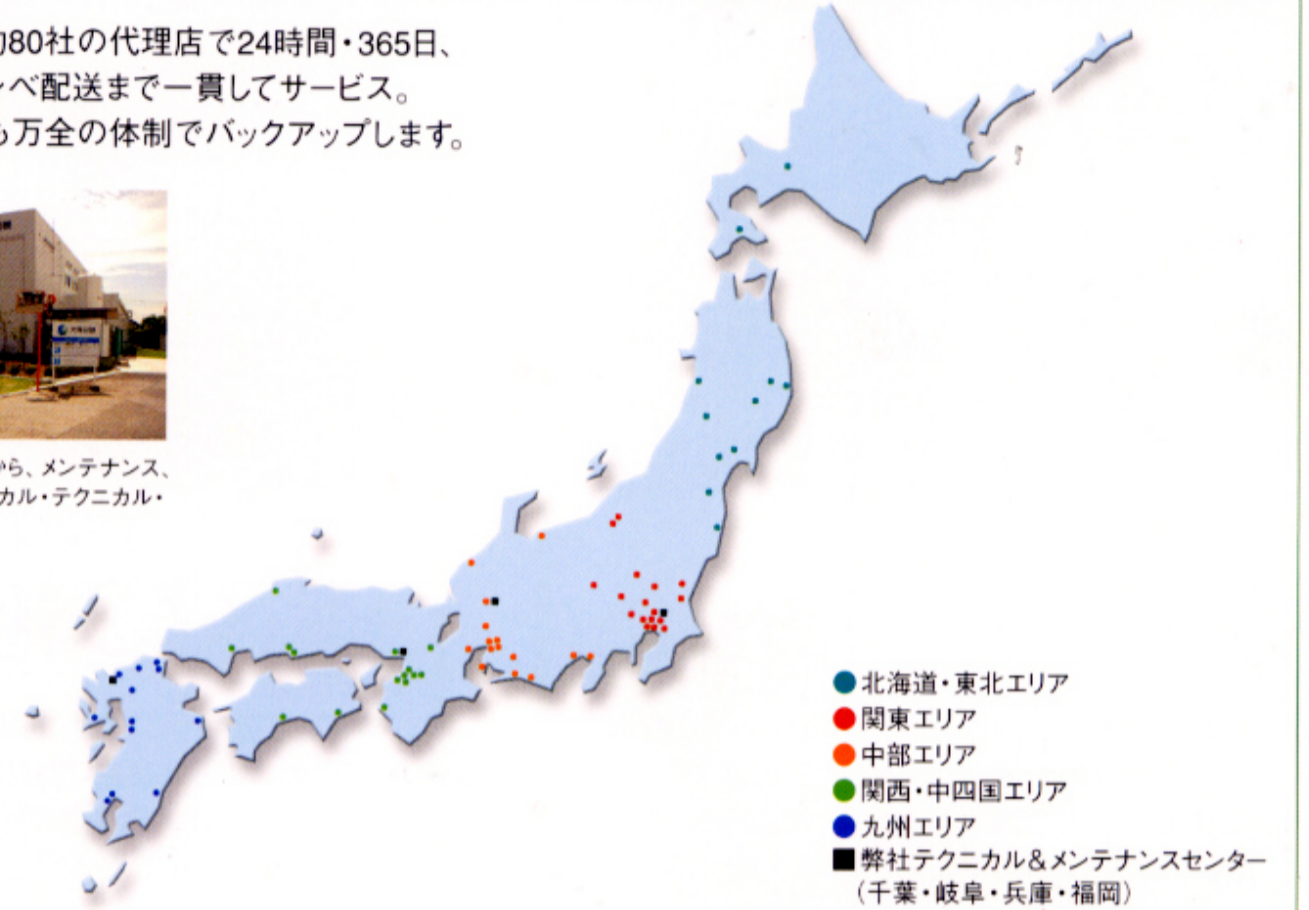 80社の代理店で24時間・365日、
ベ配送まで一貫してサービス。
万全の体制でバックアップします。
から、メンテナンス、
カル・テクニカル・
北海道・東北エリア
関東エリア
中部エリア
関西・中四国エリア
九州エリア
弊社テクニカル&メンテナンスセンター
(千葉・岐阜・兵庫・福岡)